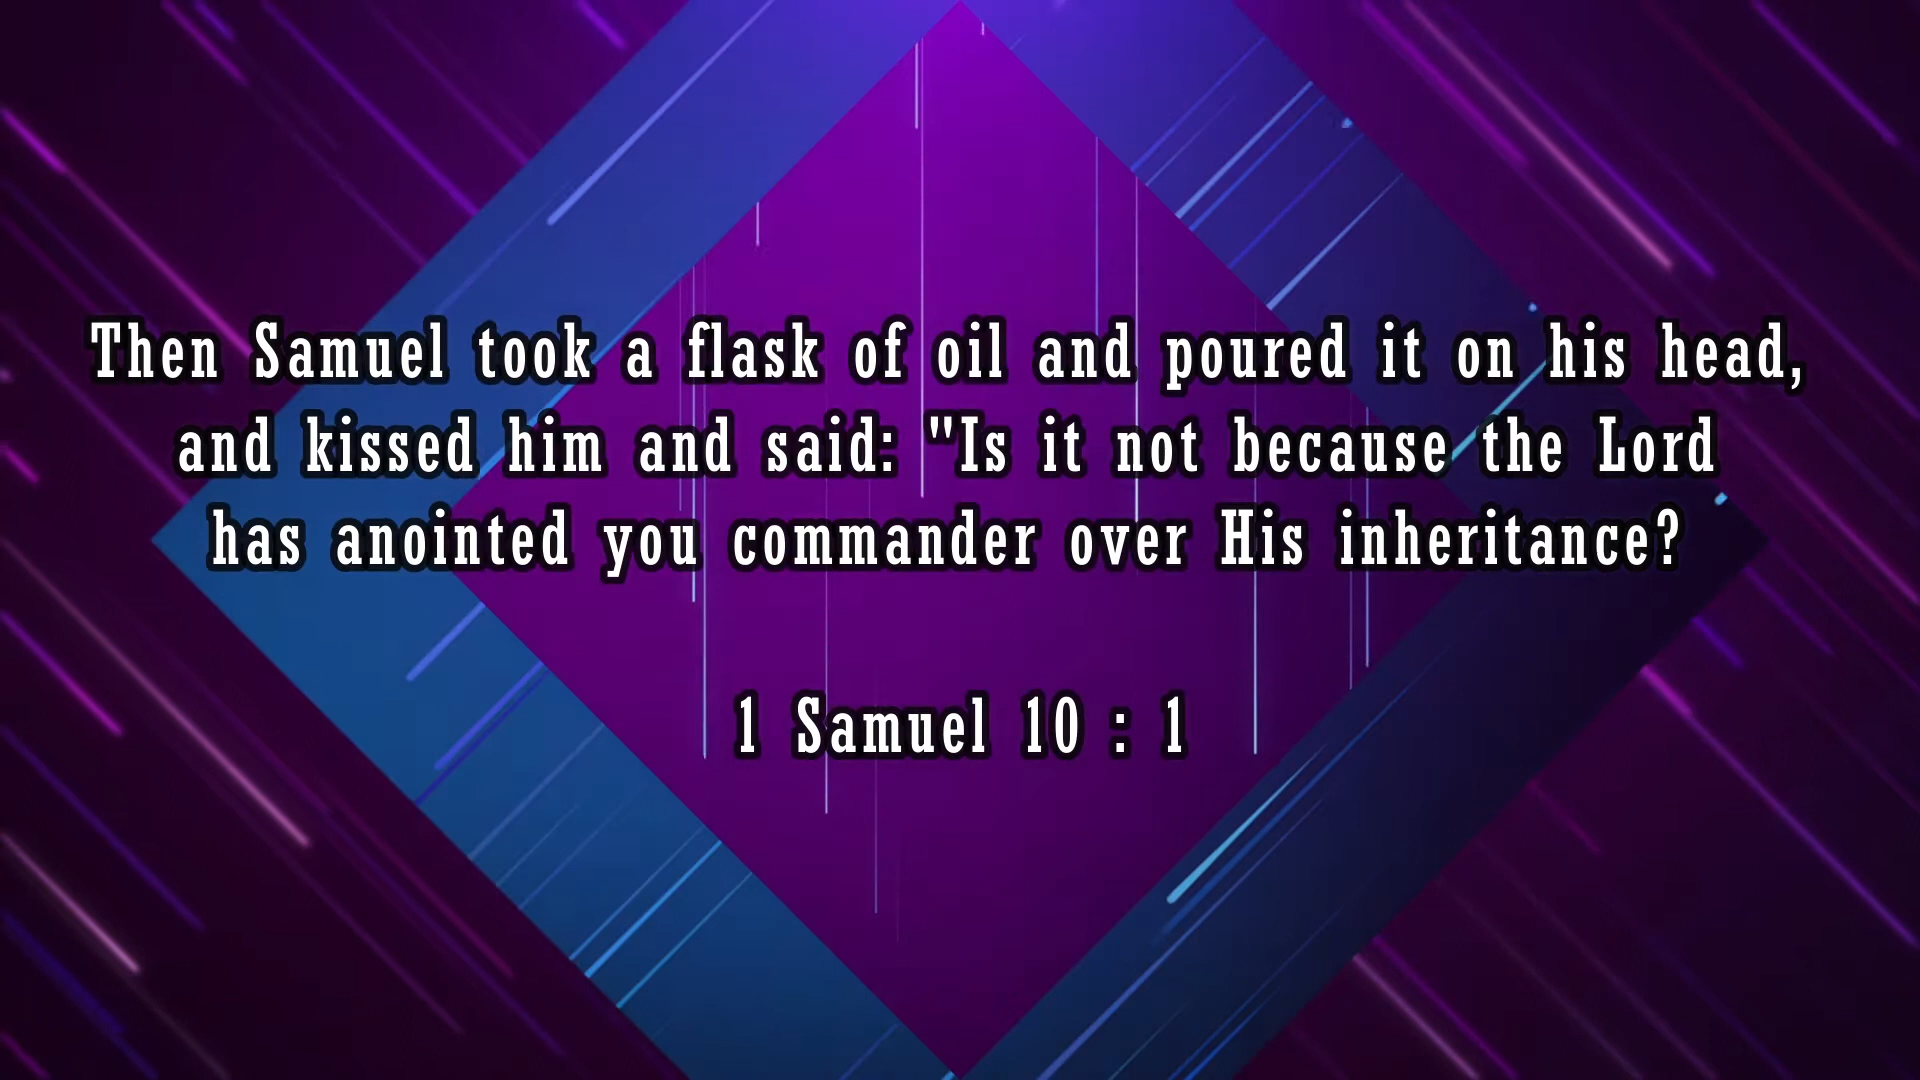 Then Samuel took a flask of oil and poured it on his head,
and kissed him and said: "Is it not because the Lord
has anointed you commander over His inheritance?
1 Samuel 10 : 1